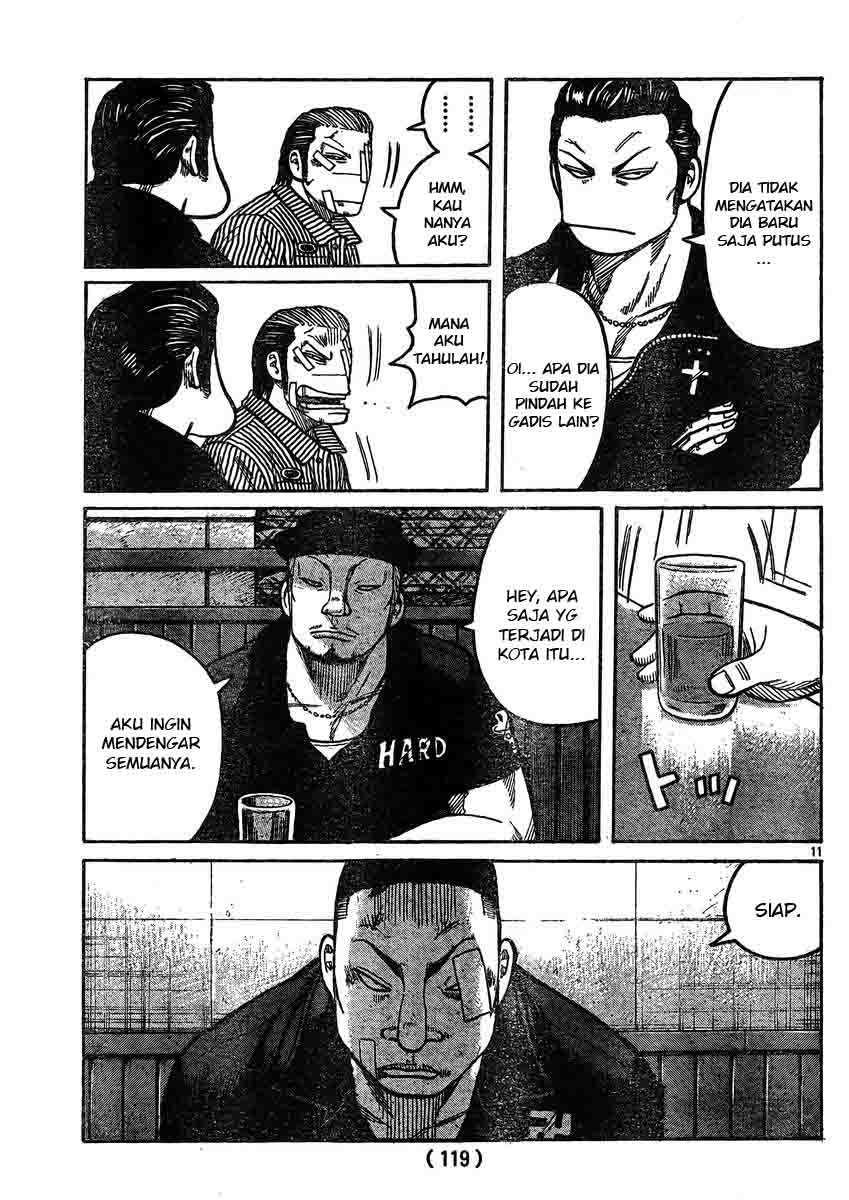 DIA TIDAK
MENGATAKAN
DIA BARU
SAJA PUTUS
...
OI... APA DIA
SUDAH
PINDAH KE
GADIS LAIN?
......
HMM,
KAU
NANYA
AKU?
MANA
AKU
TAHULAH!
トッ
HEY, APA
SAJA YG
TERJADI DI
KOTA ITU...
AKU INGIN
MENDENGAR
SEMUANYA.
HARD
11
SIAP.
( 119 )